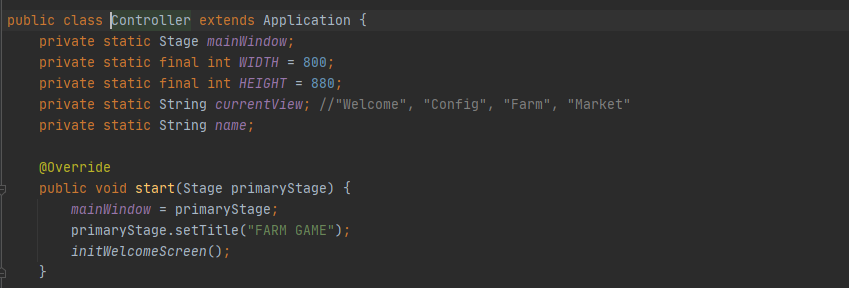 public class Controller extends Application {
    private static Stage mainWindow;
    private static final int WIDTH = 800;
    private static final int HEIGHT = 880;
    private static String currentView; //"Welcome", "Config", "Farm", "Market"
    private static String name;

    @Override
    public void start(Stage primaryStage) {
        mainWindow = primaryStage;
        primaryStage.setTitle("FARM GAME");
        initWelcomeScreen();
    }